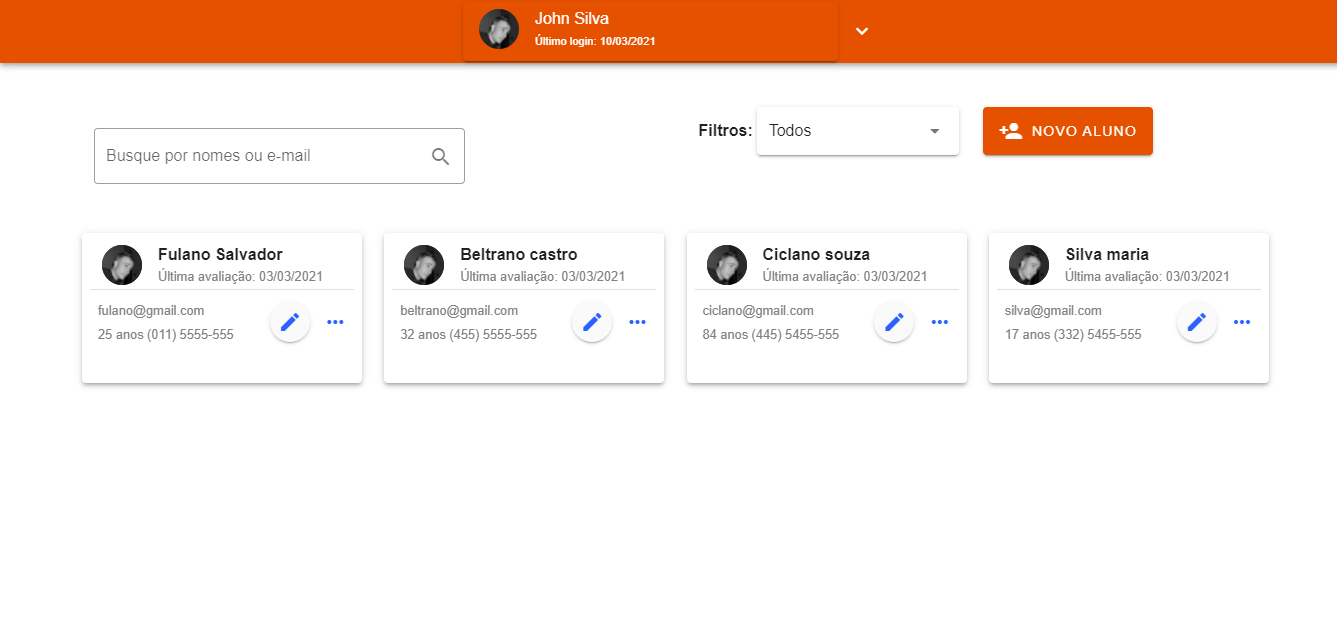 John Silva
Último login: 10/03/2021
Filtros: Todos
NOVO ALUNO
Busque por nomes ou e-mail
Fulano Salvador
Última avaliação: 03/03/2021
fulano@gmail.com
25 anos (011) 5555-555
Beltrano castro
Última avaliação: 03/03/2021
beltrano@gmail.com
32 anos (455) 5555-555
Ciclano souza
Última avaliação: 03/03/2021
ciclano@gmail.com
84 anos (445) 5455-555
Silva maria
Última avaliação: 03/03/2021
silva@gmail.com
17 anos (332) 5455-555